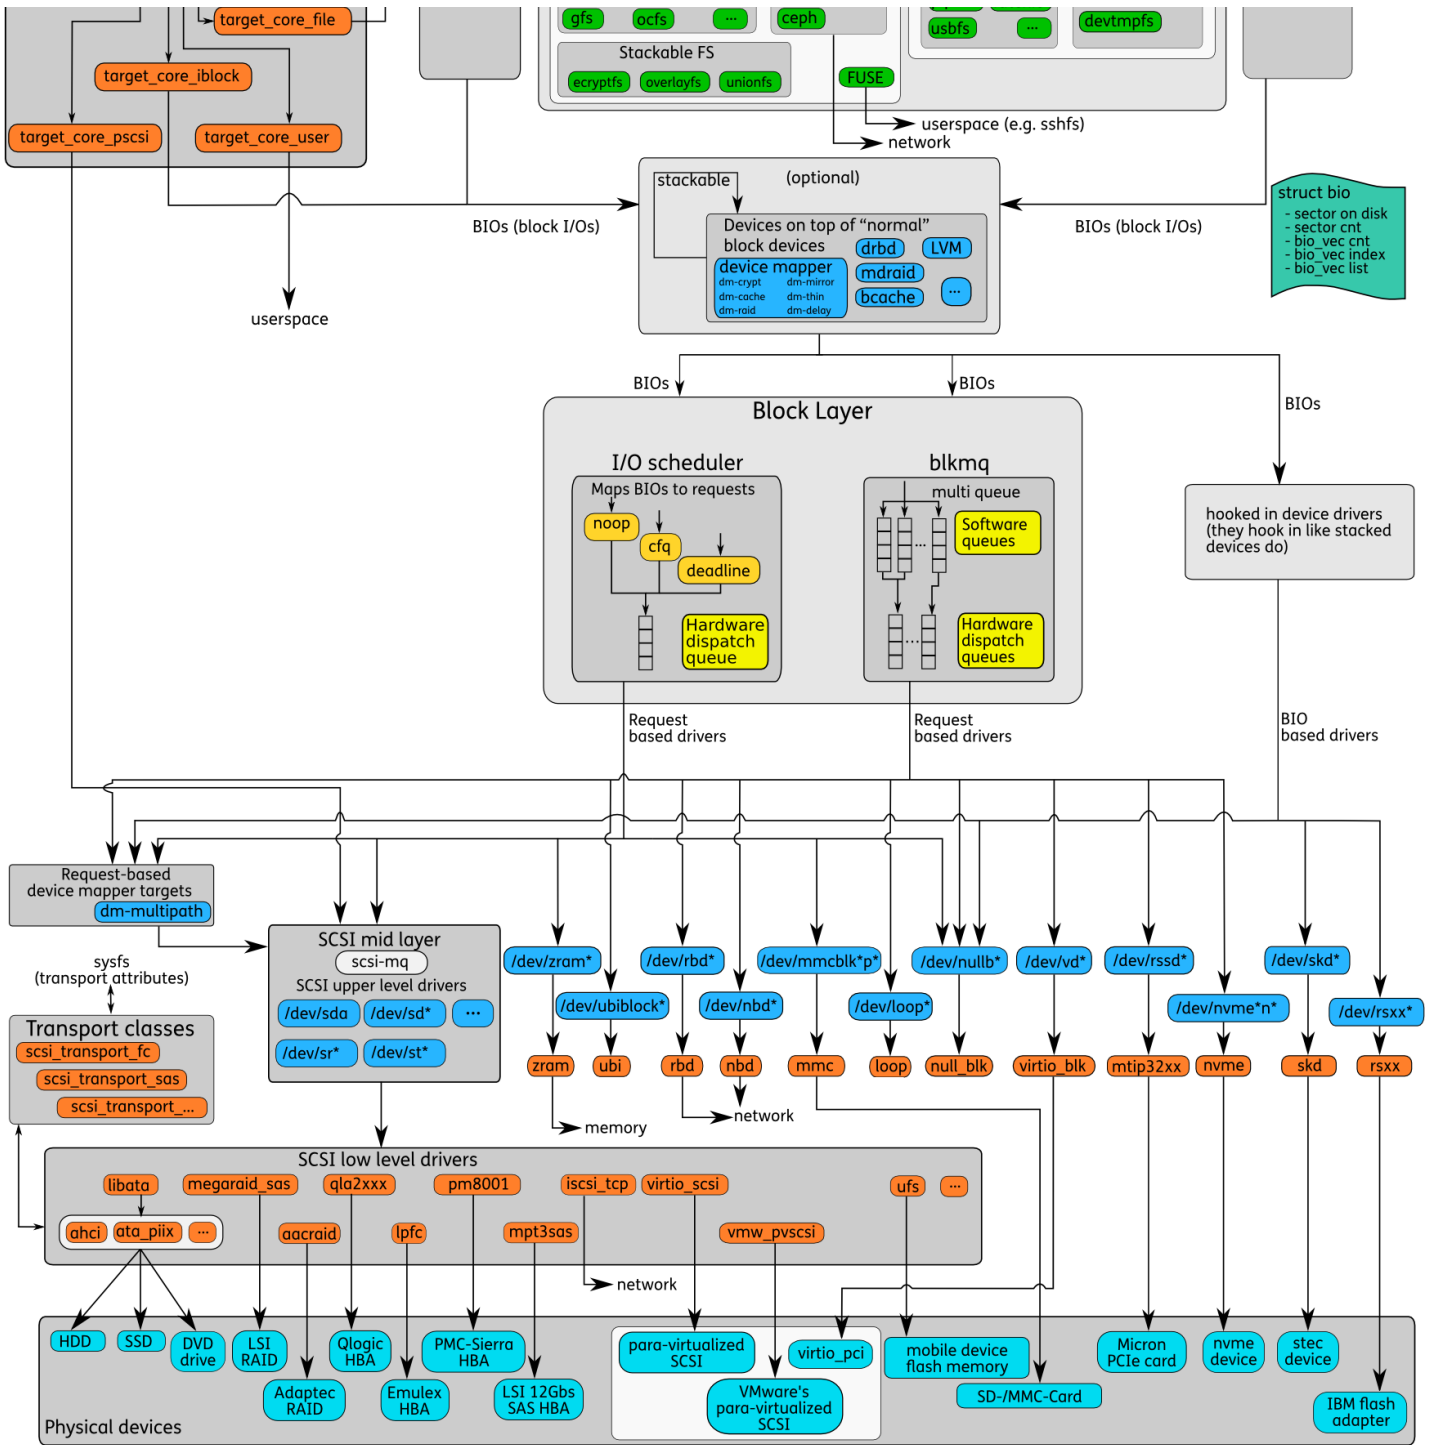 target_core_file
gfs
ocfs
...
ceph
usbfs
...
devtmpfs
Stackable FS
ecryptfs
overlayfs
unionfs
FUSE
target_core_iblock
target_core_pscsi
target_core_user
userspace (e.g. sshfs)
network
stackable
(optional)
BIOs (block I/Os)
Devices on top of “normal”
block devices
drbd
LVM
device mapper
dm-crypt
dm-mirror
dm-cache
dm-thin
dm-raid
dm-delay
mdraid
bcache
...
BIOs (block I/Os)
struct bio
- sector on disk
- sector cnt
- bio_vec cnt
- bio_vec index
- bio_vec list
userspace
BIOs
BIOs
BIOs
Block Layer
I/O scheduler
Maps BIOs to requests
noop
cfq
deadline
Hardware
dispatch
queue
blkmq
multi queue
...
Software
queues
...
Hardware
dispatch
queues
hooked in device drivers
(they hook in like stacked
devices do)
Request
based drivers
Request
based drivers
BIO
based drivers
Request-based
device mapper targets
dm-multipath
sysfs
(transport attributes)
Transport classes
scsi_transport_fc
scsi_transport_sas
scsi_transport_...
SCSI mid layer
scsi-mq
SCSI upper level drivers
/dev/sda
/dev/sd*
...
/dev/sr*
/dev/st*
/dev/zram*
/dev/rbd*
/dev/mmcblk*p*
/dev/nullb*
/dev/vd*
/dev/rssd*
/dev/skd*
/dev/ubiblock*
/dev/nbd*
/dev/loop*
/dev/nvme*n*
/dev/rsxx*
zram
ubi
rbd
nbd
mmc
loop
null_blk
virtio_blk
mtip32xx
nvme
skd
rsxx
memory
network
SCSI low level drivers
libata
megaraid_sas
qla2xxx
pm8001
iscsi_tcp
virtio_scsi
ufs
...
ahci
ata_piix
...
aacraid
lpfc
mpt3sas
vmw_pvscsi
network
HDD
SSD
DVD
drive
LSI
RAID
Qlogic
HBA
PMC-Sierra
HBA
para-virtualized
SCSI
virtio_pci
mobile device
flash memory
Micron
PCIe card
nvme
device
stec
device
Adaptec
RAID
Emulex
HBA
LSI 12Gbs
SAS HBA
VMware's
para-virtualized
SCSI
SD-/MMC-Card
IBM flash
adapter
Physical devices